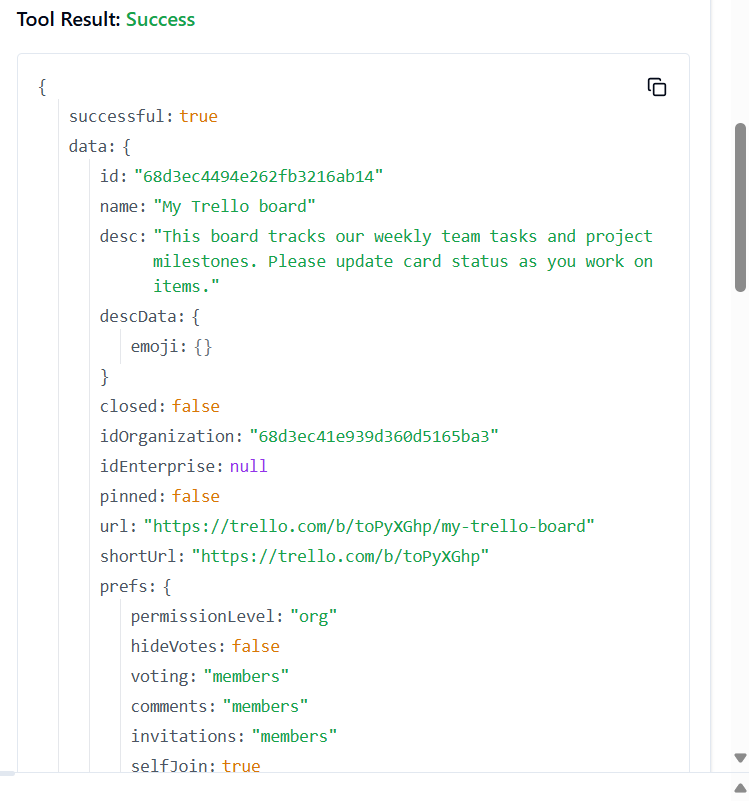 Tool Result: Success
{
successful: true
data: {
id: "68d3ec4494e262fb3216ab14"
name: "My Trello board"
desc: "This board tracks our weekly team tasks and project
milestones. Please update card status as you work on
items."
descData: {
emoji: {}
}
closed: false
idOrganization: "68d3ec41e939d360d5165ba3"
idEnterprise: null
pinned: false
url: "https://trello.com/b/toPyXGhp/my-trello-board"
shortUrl: "https://trello.com/b/toPyXGhp"
prefs: {
permissionLevel: "org"
hideVotes: false
voting: "members"
comments: "members"
invitations: "members"
selfJoin: true